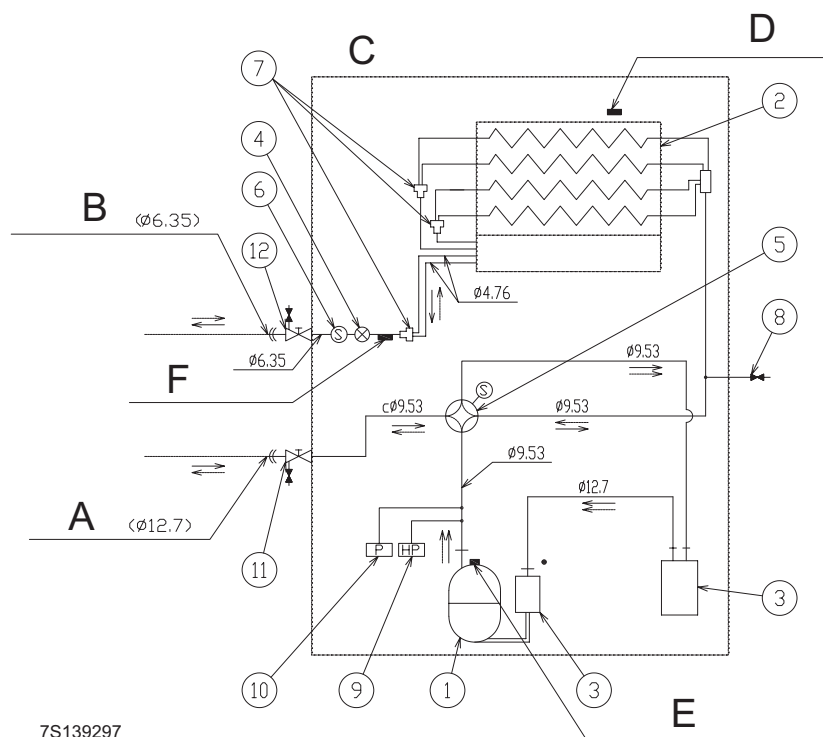 D
C
7
2
4
B (ø6.35)
6
12
5
ø4.76
S
ø6.35
ø9.53
8
F
S
cø9.53
ø9.53
ø9.53
ø12.7
A (ø12.7)
11
P
HP
3
10
9
1
3
E
7S139297